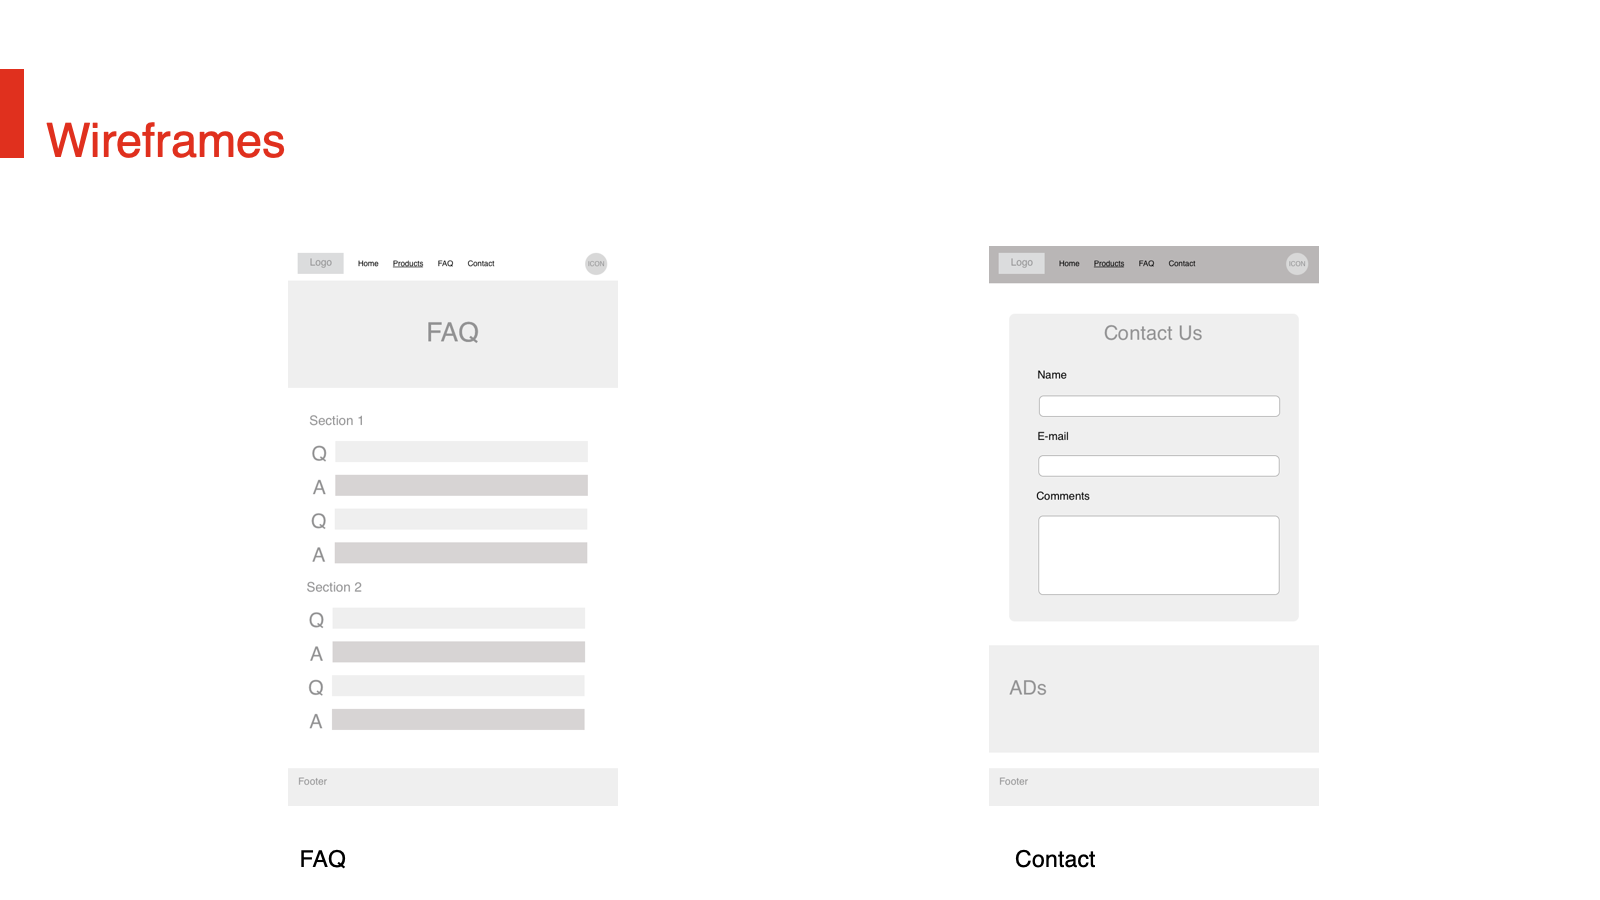 Wireframes
Logo Home Products FAQ Contact ICON
FAQ
Section 1
Q
A
Q
A
Section 2
Q
A
Q
A
Footer
FAQ
Logo Home Products FAQ Contact ICON
Contact Us
Name
E-mail
Comments
ADs
Footer
Contact